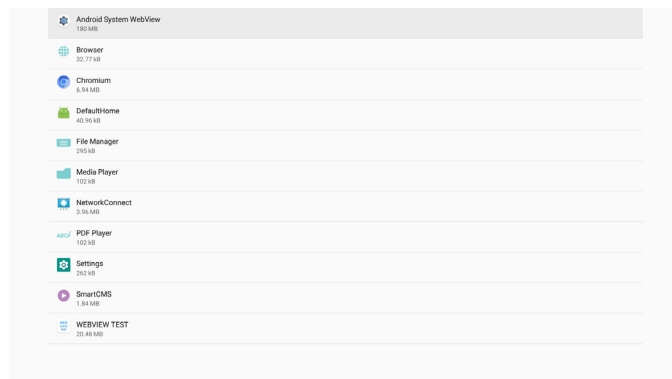 Android System WebView
180 MB
Browser
32.77 kB
Chromium
6.94 MB
DefaultHome
40.96 kB
File Manager
295 kB
Media Player
102 kB
NetworkConnect
3.96 MB
PDF Player
102 kB
Settings
262 kB
SmartCMS
1.84 MB
WEBVIEW TEST
20.48 MB